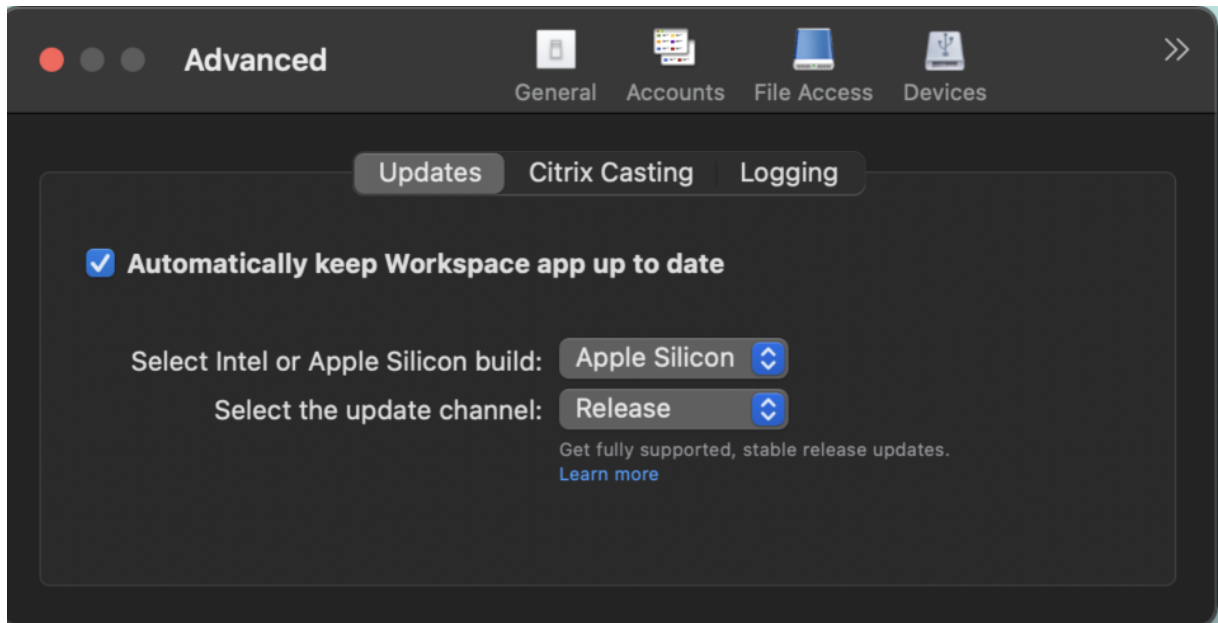 Advanced
General Accounts File Access Devices
Updates Citrix Casting Logging
Automatically keep Workspace app up to date
Select Intel or Apple Silicon build: Apple Silicon
Select the update channel: Release
Get fully supported, stable release updates.
Learn more